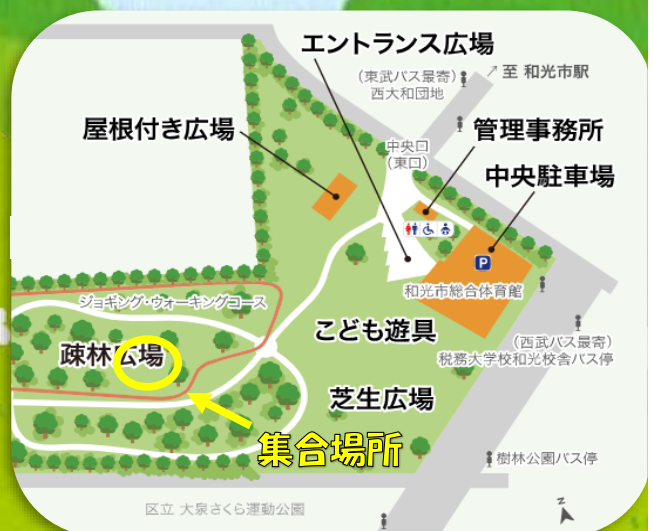 エントランス広場
(東武バス最寄)
西大和団地
↗至 和光市駅
屋根付き広場
中央口
(東口)
管理事務所
中央駐車場
P
和光市総合体育館
ジョギング・ウォーキングコース
疎林広場
こども遊具
(西武バス最寄)
税務大学校和光校舎バス停
芝生広場
集合場所
樹林公園バス停
区立 大泉さくら運動公園
N